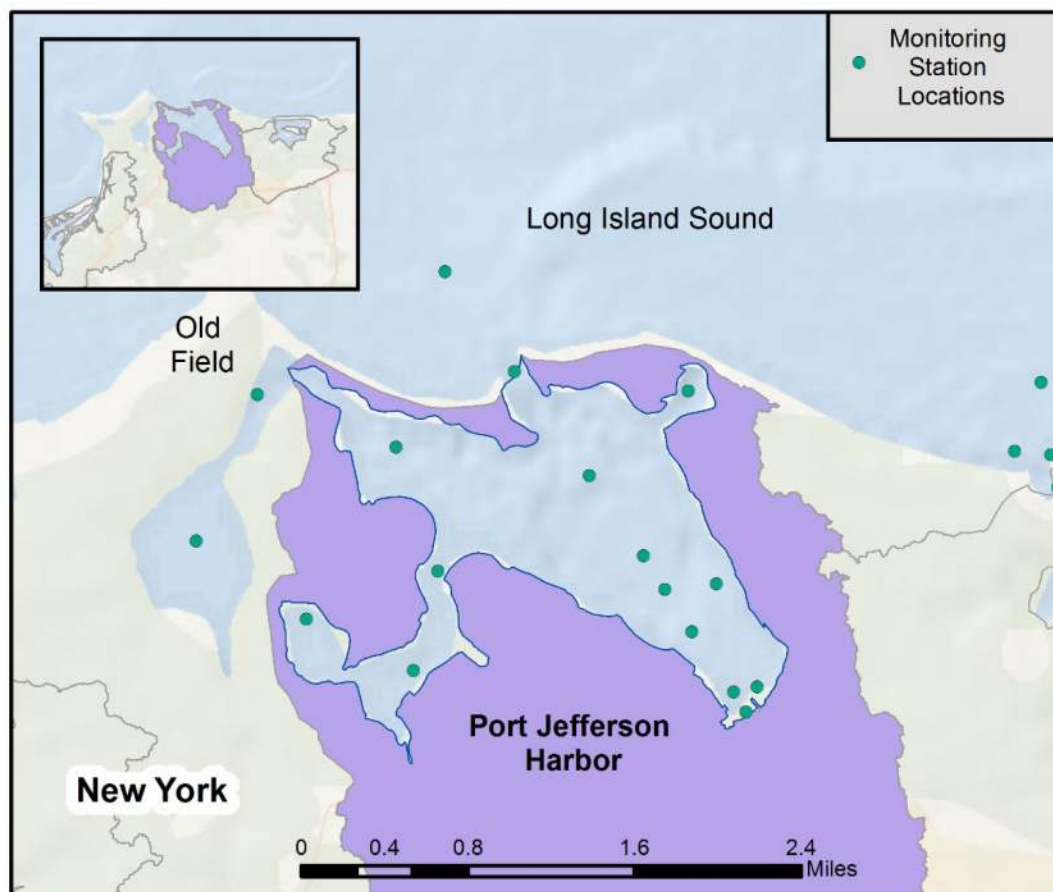 Monitoring
Station
Locations
Long Island Sound
Old
Field
Port Jefferson
Harbor
New York
0 0.4 0.8 1.6 2.4
Miles